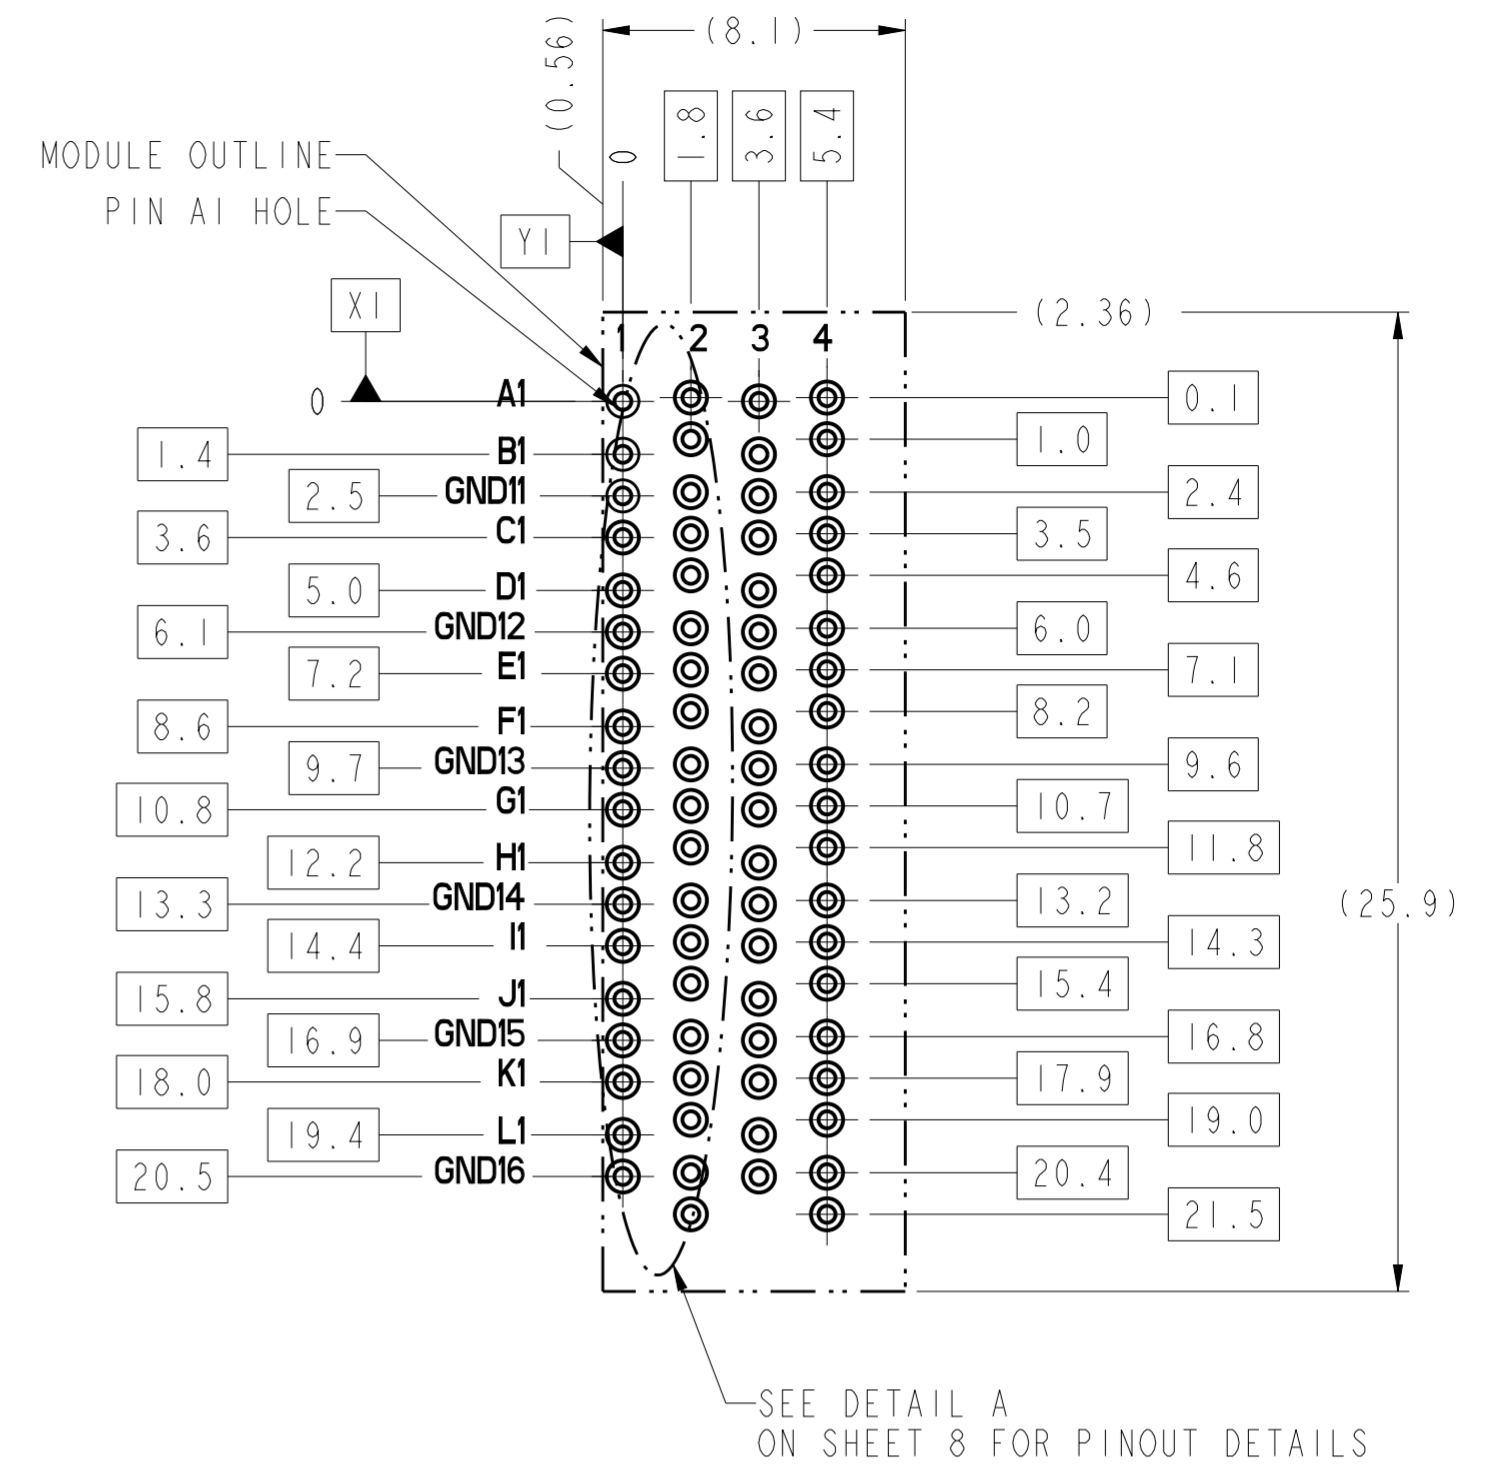 (8.1)
(0.56)
0
1.8
3.6
5.4
MODULE OUTLINE
PIN A1 HOLE
Y1
X1
(2.36)
1 2 3 4
0 A1 0.1
1.0
1.4 B1
2.5 GND11 2.4
3.6 C1 3.5
4.6
5.0 D1
6.1 GND12 6.0
7.2 E1 7.1
8.2
8.6 F1
9.7 GND13 9.6
10.8 G1 10.7
11.8
12.2 H1
13.3 GND14 13.2
(25.9)
14.4 I1 14.3
15.4
15.8 J1
16.9 GND15 16.8
18.0 K1 17.9
19.0
19.4 L1
20.5 GND16 20.4
21.5
SEE DETAIL A
ON SHEET 8 FOR PINOUT DETAILS